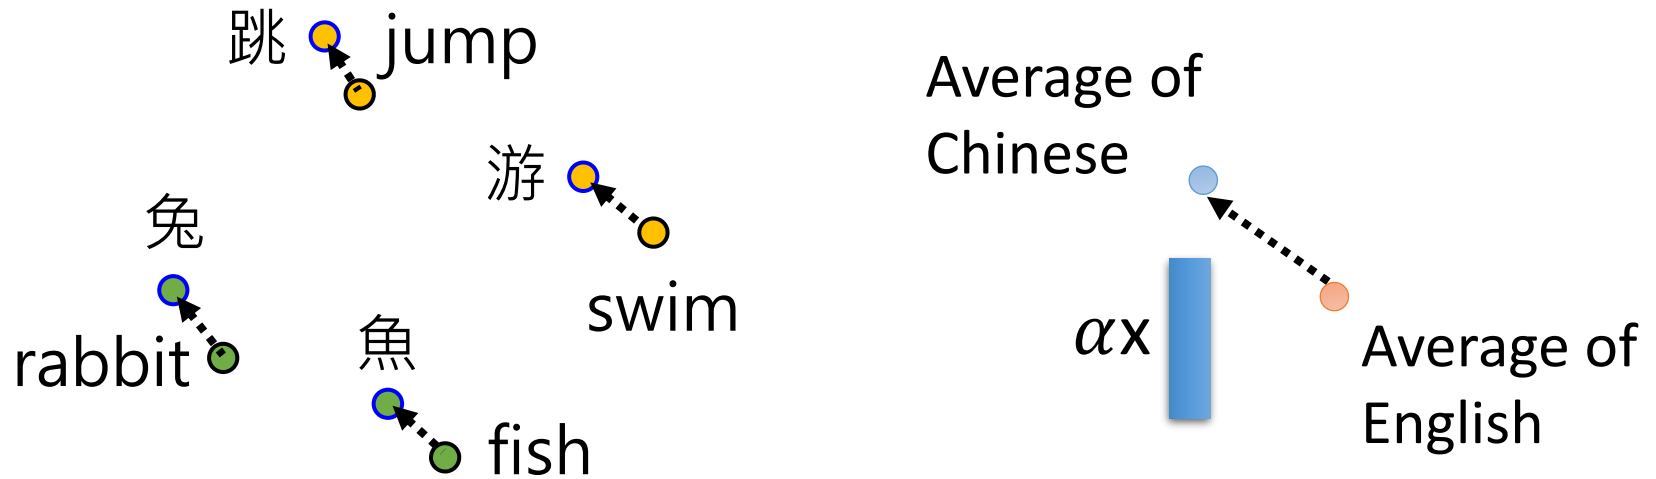 跳 jump
游
swim
兔
rabbit
魚
fish
Average of
Chinese
αx
Average of
English